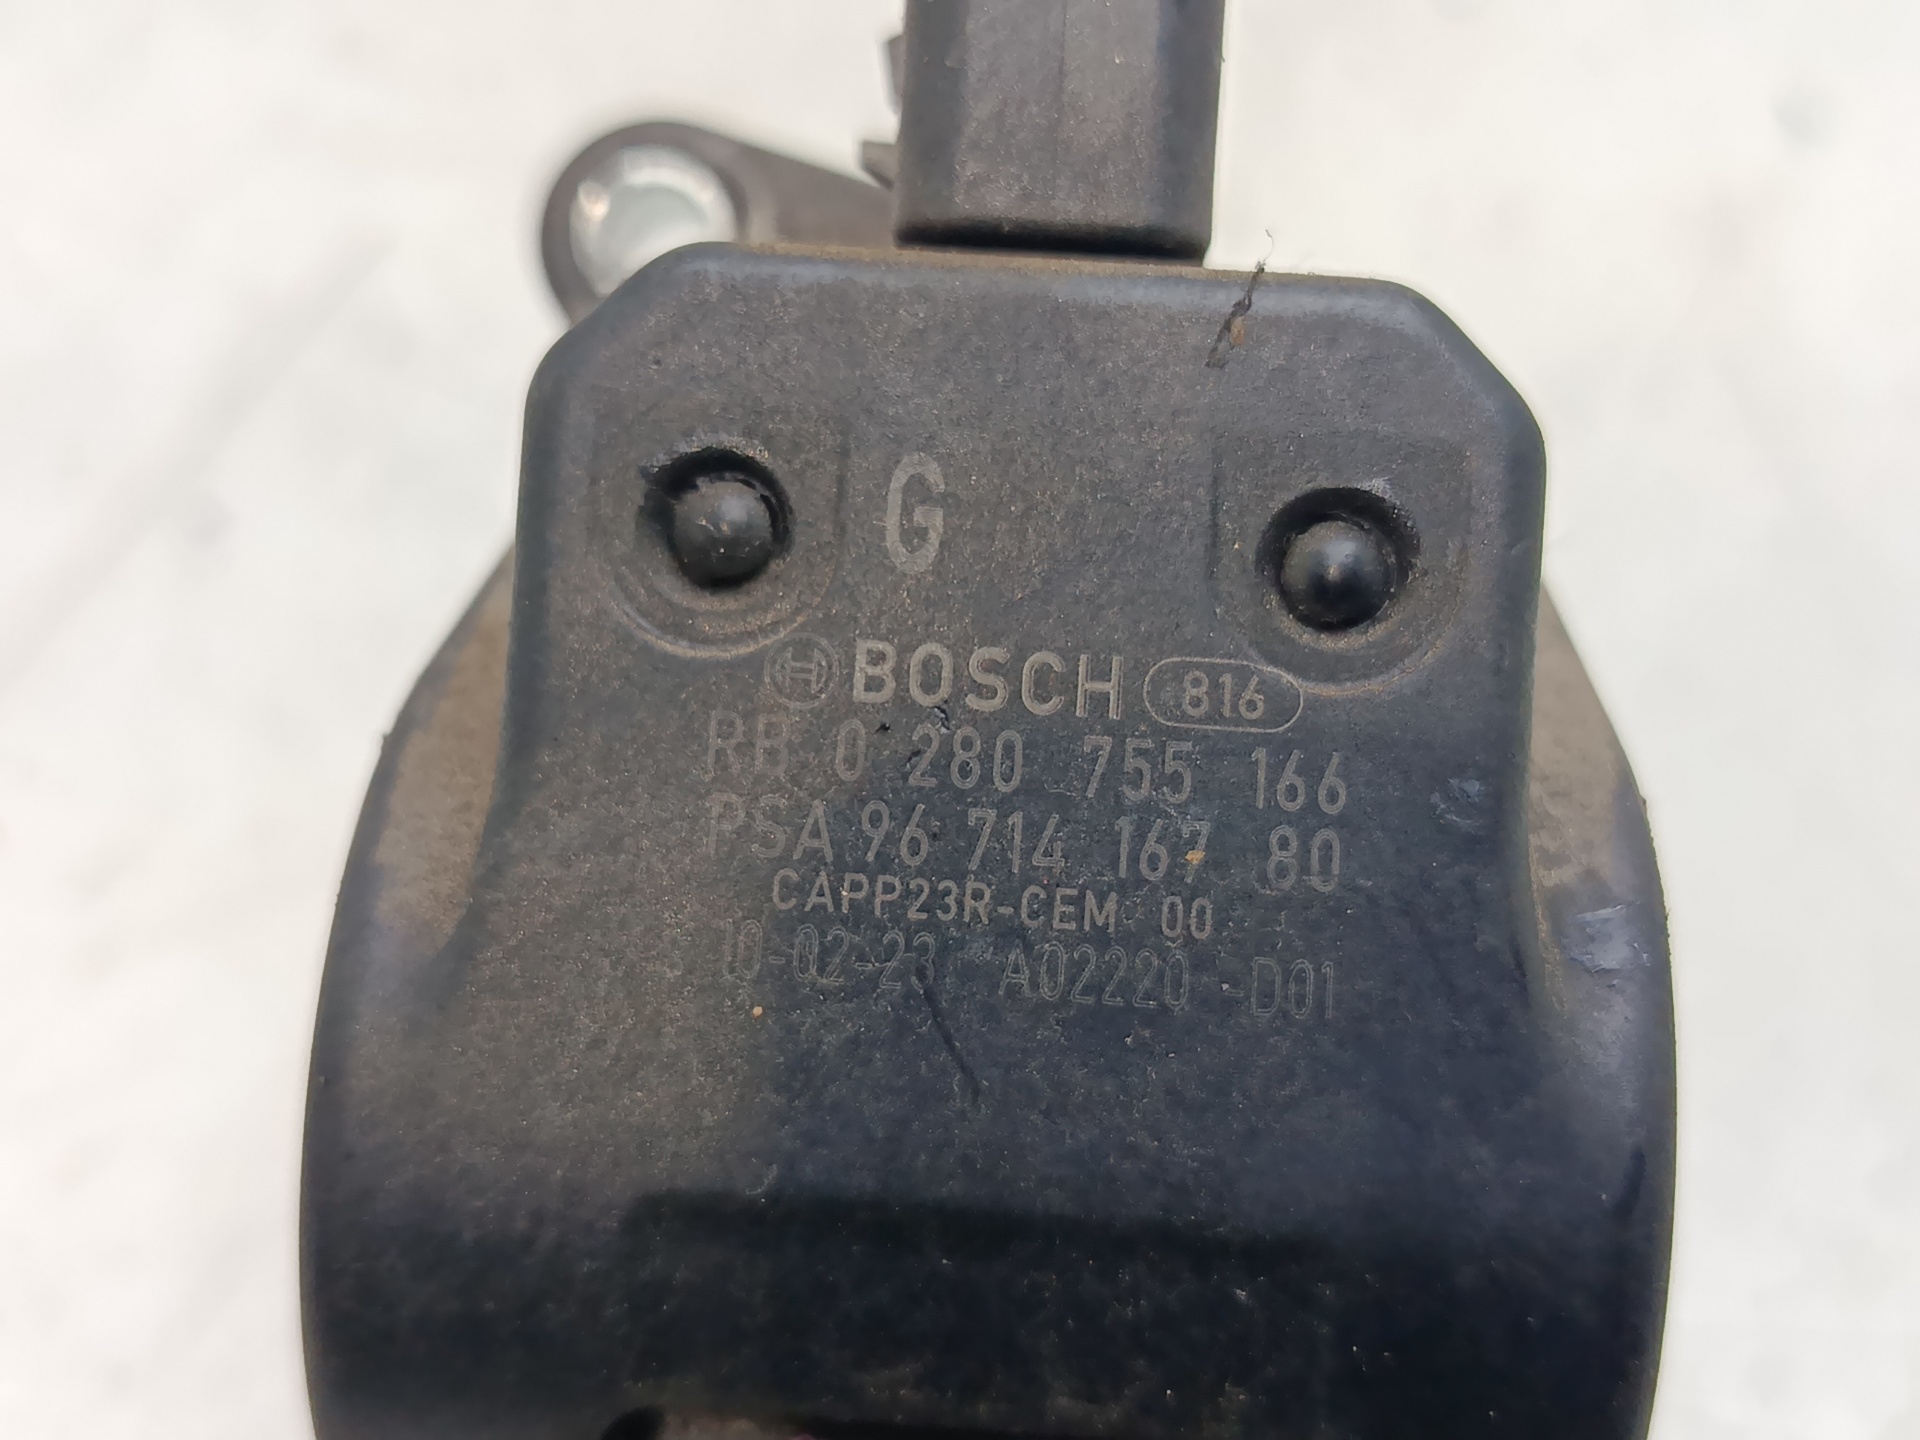 G
BOSCH 816
RB 0 280 755 166
PSA 96 714 167 80
CAPP23R-CEM 00
10-02-23 A02220 -D01